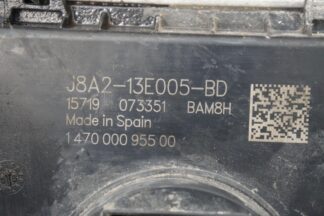 J8A2-13E005-BD
15719 073351 BAM8H
Made in Spain
1 470 000 955 00